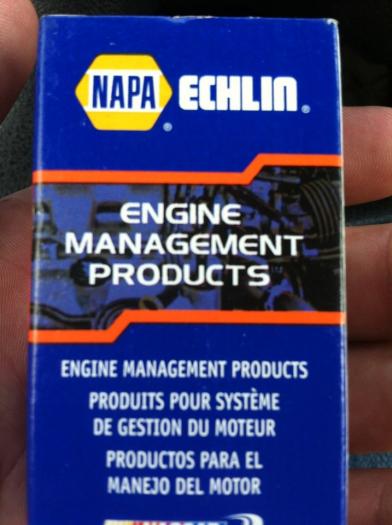 NAPA ECHLIN
ENGINE
MANAGEMENT
PRODUCTS
ENGINE MANAGEMENT PRODUCTS
PRODUITS POUR SYSTÈME
DE GESTION DU MOTEUR
PRODUCTOS PARA EL
MANEJO DEL MOTOR